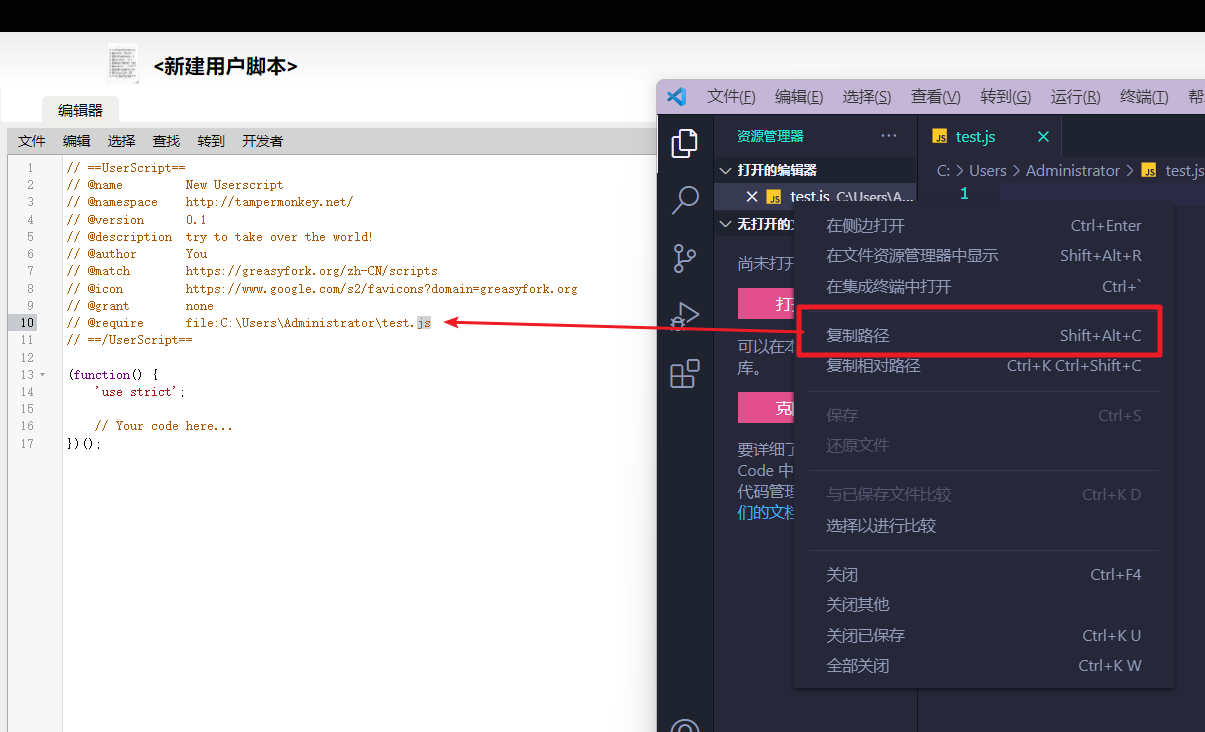 <新建用户脚本>
编辑器
文件 编辑 选择 查找 转到 开发者
1 // ==UserScript==
2 // @name New Userscript
3 // @namespace http://tampermonkey.net/
4 // @version 0.1
5 // @description try to take over the world!
6 // @author You
7 // @match https://greasyfork.org/zh-CN/scripts
8 // @icon https://www.google.com/s2/favicons?domain=greasyfork.org
9 // @grant none
10 // @require file:C:\Users\Administrator\test.js
11 // ==/UserScript==
12
13 (function() {
14 'use strict';
15
16 // Your code here...
17 })();
文件(F) 编辑(E) 选择(S) 查看(V) 转到(G) 运行(R) 终端(T) 帮
资源管理器 ···
JS test.js
打开的编辑器
JS test.js C:\Users\A...
无打开的
C: > Users > Administrator > JS test.js
1
尚未打开
打
可以在本
库。
克
要详细了
Code 中
代码管理
们的文档
在侧边打开 Ctrl+Enter
在文件资源管理器中显示 Shift+Alt+R
在集成终端中打开 Ctrl+`
复制路径 Shift+Alt+C
复制相对路径 Ctrl+K Ctrl+Shift+C
保存 Ctrl+S
还原文件
与已保存文件比较 Ctrl+K D
选择以进行比较
关闭 Ctrl+F4
关闭其他
关闭已保存 Ctrl+K U
全部关闭 Ctrl+K W